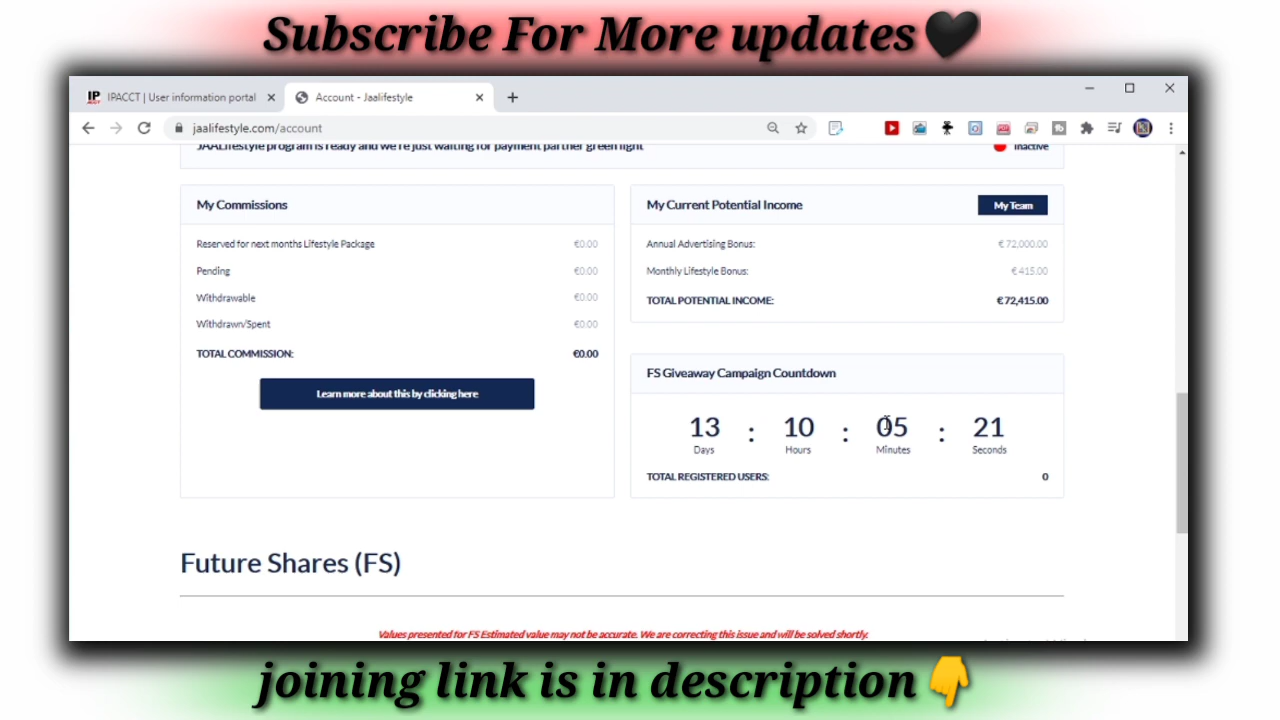 Subscribe For More updates🖤
IPACCT | User information portal
Account - Jaalifestyle
jaalifestyle.com/account
JAALifestyle program is ready and we're just waiting for payment partner green light
Inactive
My Commissions
Reserved for next months Lifestyle Package €0.00
Pending €0.00
Withdrawable €0.00
Withdrawn/Spent €0.00
TOTAL COMMISSION: €0.00
Learn more about this by clicking here
My Current Potential Income
My Team
Annual Advertising Bonus: € 72,000.00
Monthly Lifestyle Bonus: € 415.00
TOTAL POTENTIAL INCOME: € 72,415.00
FS Giveaway Campaign Countdown
13 : 10 : 05 : 21
Days Hours Minutes Seconds
TOTAL REGISTERED USERS: 0
Future Shares (FS)
Values presented for FS Estimated value may not be accurate. We are correcting this issue and will be solved shortly.
joining link is in description👇